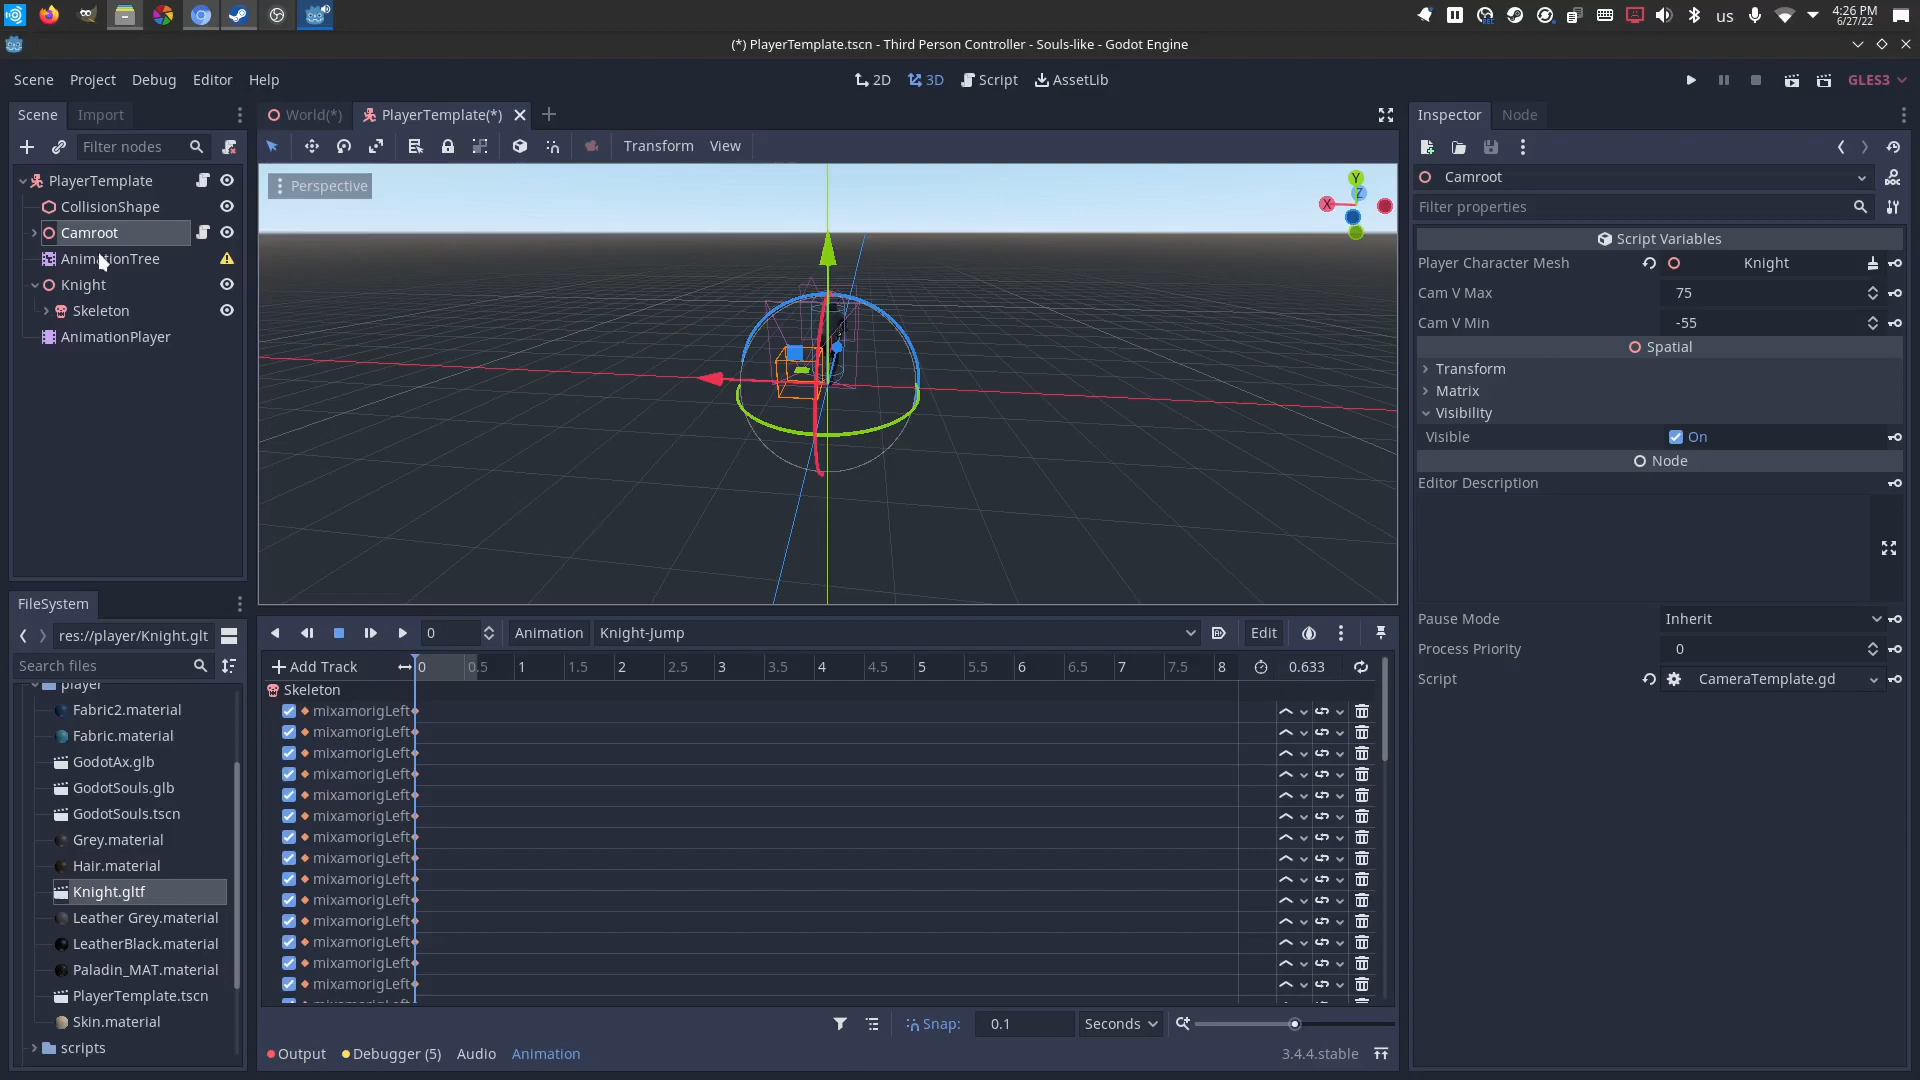 us
4:26 PM
6/27/22
(*) PlayerTemplate.tscn - Third Person Controller - Souls-like - Godot Engine
Scene Project Debug Editor Help
2D 3D Script AssetLib
GLES3
Scene Import
World(*) PlayerTemplate(*)
Inspector Node
Filter nodes
Transform View
PlayerTemplate
CollisionShape
Camroot
AnimationTree
Knight
Skeleton
AnimationPlayer
Perspective
Y
Z
X
Camroot
Filter properties
Script Variables
Player Character Mesh Knight
Cam V Max 75
Cam V Min -55
Spatial
Transform
Matrix
Visibility
Visible On
Node
Editor Description
Pause Mode Inherit
Process Priority 0
Script CameraTemplate.gd
FileSystem
res://player/Knight.glt
Search files
player
Fabric2.material
Fabric.material
GodotAx.glb
GodotSouls.glb
GodotSouls.tscn
Grey.material
Hair.material
Knight.gltf
Leather Grey.material
LeatherBlack.material
Paladin_MAT.material
PlayerTemplate.tscn
Skin.material
scripts
0 Animation Knight-Jump Edit
Add Track 0 0.5 1 1.5 2 2.5 3 3.5 4 4.5 5 5.5 6 6.5 7 7.5 8 0.633
Skeleton
mixamorigLeft
mixamorigLeft
mixamorigLeft
mixamorigLeft
mixamorigLeft
mixamorigLeft
mixamorigLeft
mixamorigLeft
mixamorigLeft
mixamorigLeft
mixamorigLeft
mixamorigLeft
mixamorigLeft
mixamorigLeft
Snap: 0.1 Seconds
Output Debugger (5) Audio Animation 3.4.4.stable